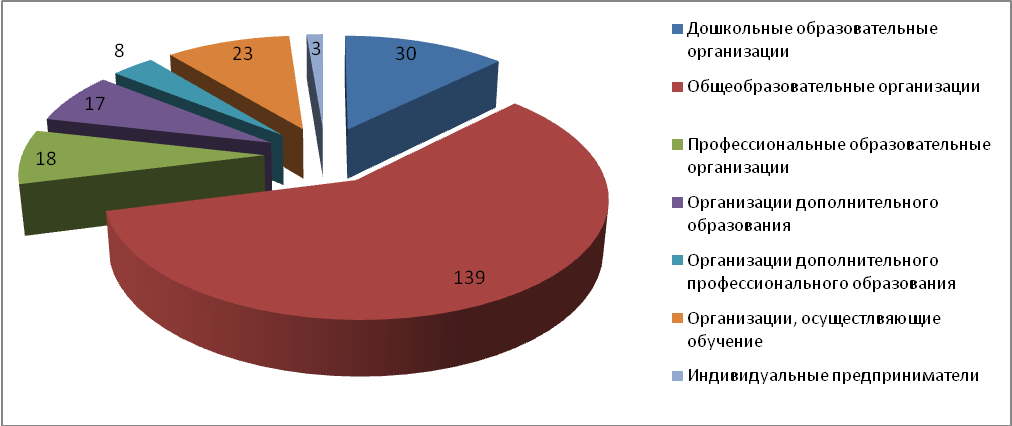 8
23
3
30
17
18
139
Дошкольные образовательные
организации
Общеобразовательные организации
Профессиональные образовательные
организации
Организации дополнительного
образования
Организации дополнительного
профессионального образования
Организации, осуществляющие
обучение
Индивидуальные предприниматели